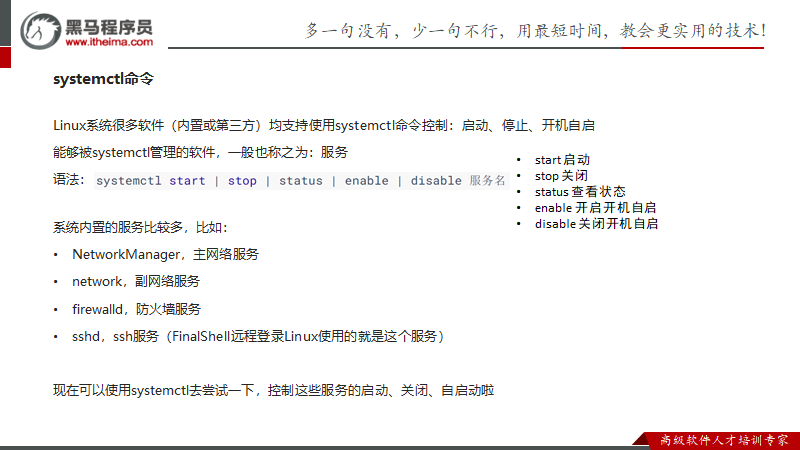 黑马程序员
www.itheima.com
多一句没有，少一句不行，用最短时间，教会更实用的技术！
systemctl命令
Linux系统很多软件（内置或第三方）均支持使用systemctl命令控制：启动、停止、开机自启
能够被systemctl管理的软件，一般也称之为：服务
语法： systemctl start | stop | status | enable | disable 服务名
• start 启动
• stop 关闭
• status 查看状态
• enable 开启开机自启
• disable 关闭开机自启
系统内置的服务比较多，比如：
• NetworkManager，主网络服务
• network，副网络服务
• firewalld，防火墙服务
• sshd，ssh服务（FinalShell远程登录Linux使用的就是这个服务）
现在可以使用systemctl去尝试一下，控制这些服务的启动、关闭、自启动啦
高级软件人才培训专家